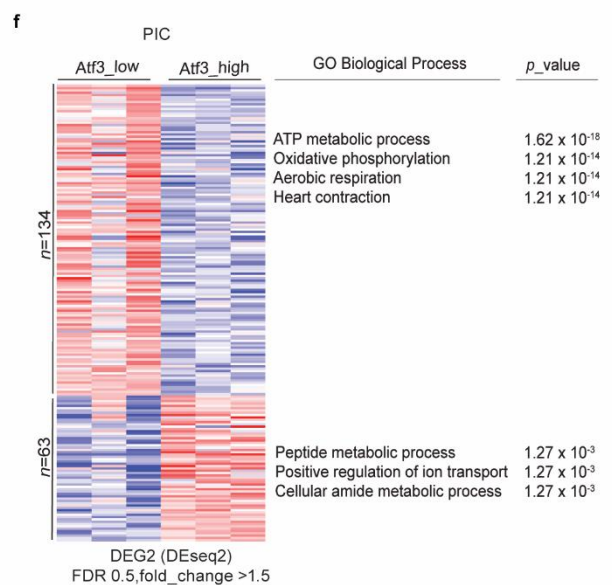 f
PIC
Atf3_low Atf3_high GO Biological Process p_value
n=134
ATP metabolic process 1.62 x 10⁻¹⁸
Oxidative phosphorylation 1.21 x 10⁻¹⁴
Aerobic respiration 1.21 x 10⁻¹⁴
Heart contraction 1.21 x 10⁻¹⁴
n=63
Peptide metabolic process 1.27 x 10⁻³
Positive regulation of ion transport 1.27 x 10⁻³
Cellular amide metabolic process 1.27 x 10⁻³
DEG2 (DEseq2)
FDR 0.5,fold_change >1.5